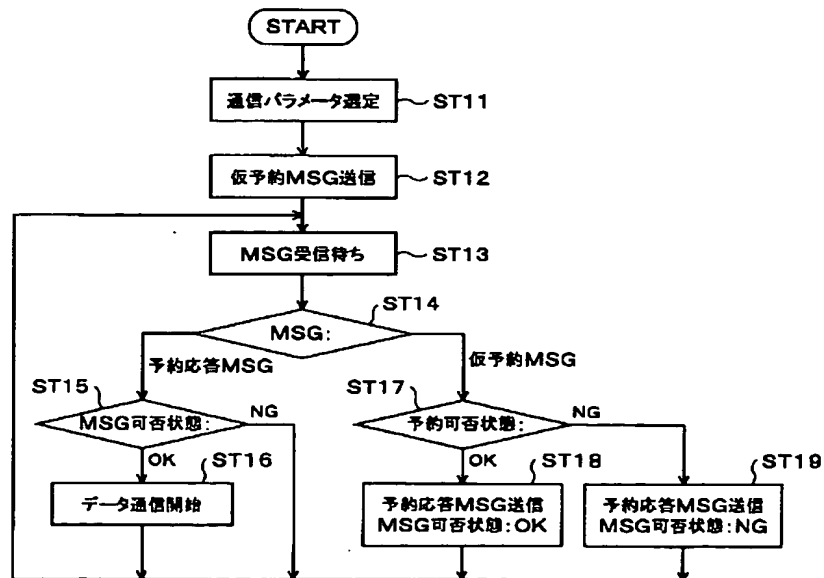 START
通信パラメータ選定
ST11
仮予約MSG送信
ST12
MSG受信待ち
ST13
ST14
MSG:
予約応答MSG
仮予約MSG
ST15
MSG可否状態:
NG
OK
ST16
データ通信開始
ST17
予約可否状態:
NG
OK
ST18
予約応答MSG送信
MSG可否状態:OK
ST19
予約応答MSG送信
MSG可否状態:NG